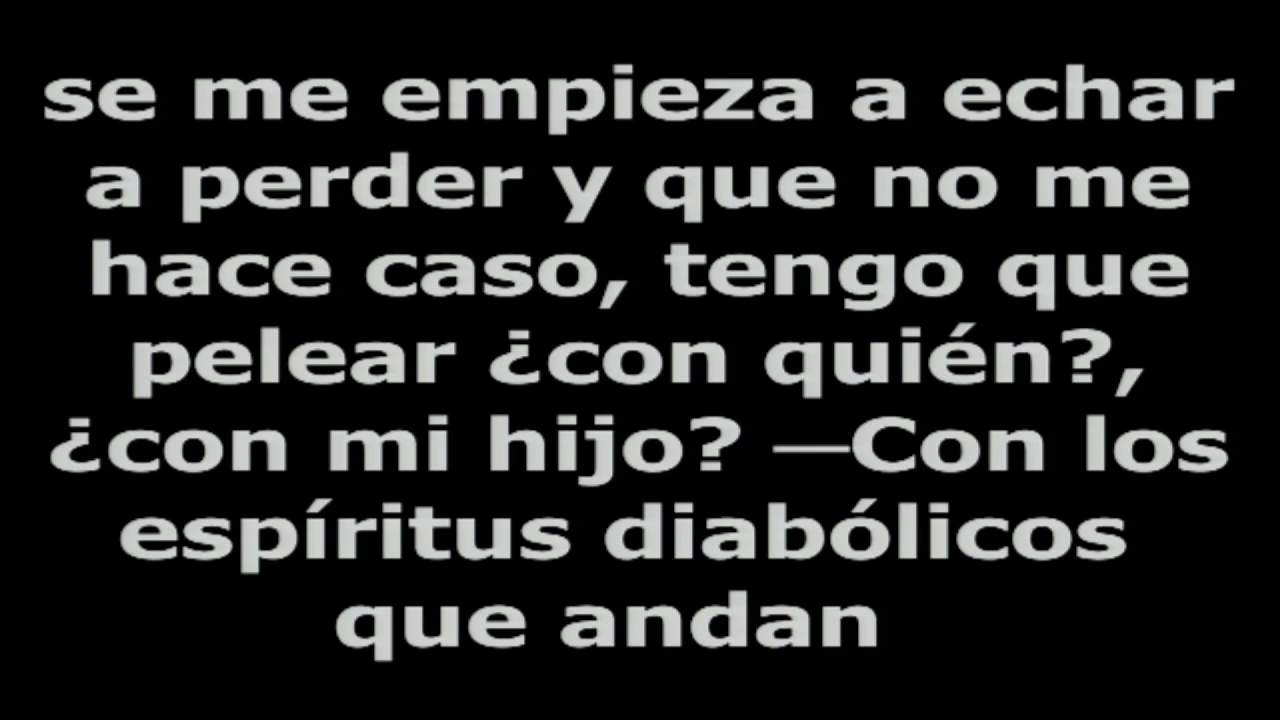 se me empieza a echar
a perder y que no me
hace caso, tengo que
pelear ¿con quién?,
¿con mi hijo? —Con los
espíritus diabólicos
que andan